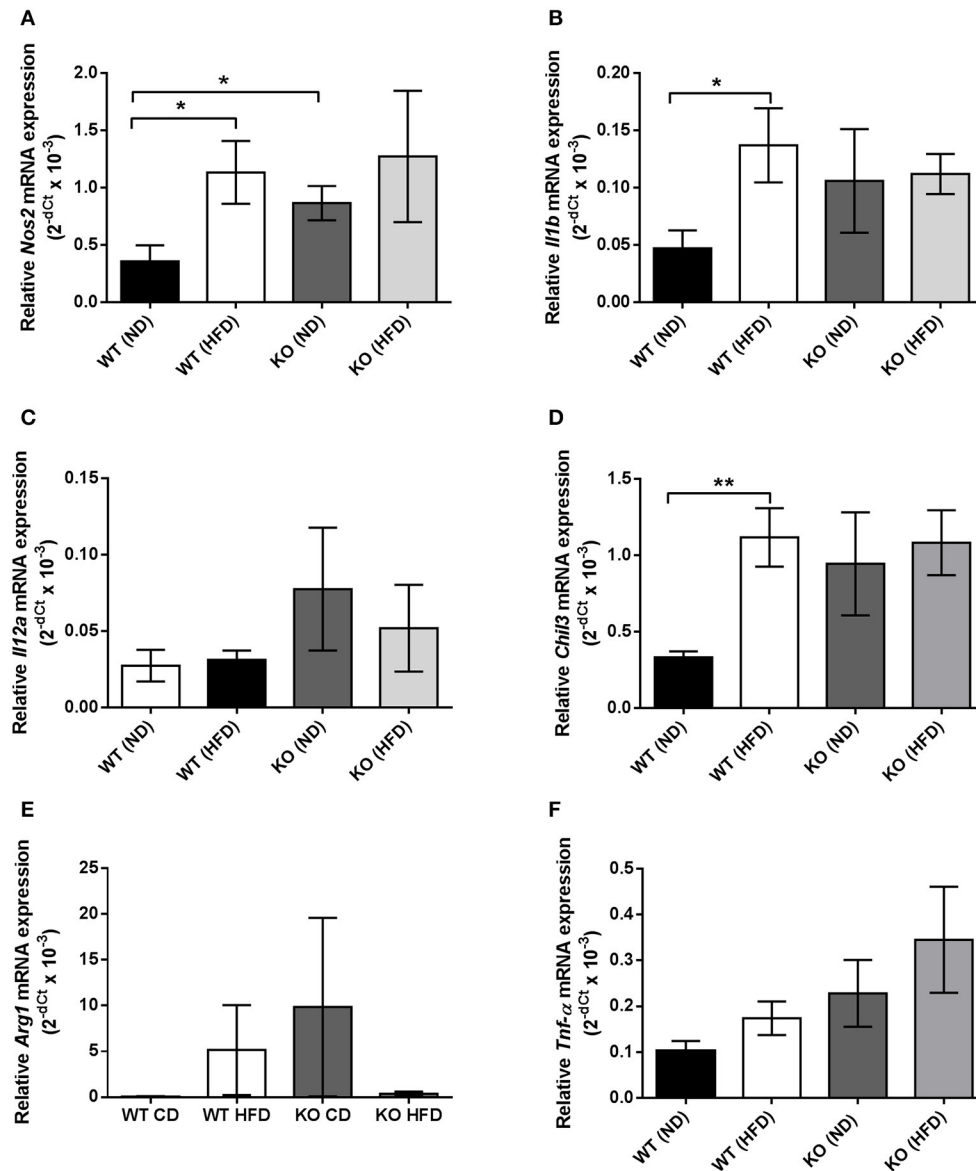 A
Relative Nos2 mRNA expression
(2-dCt x 10-3)
2.0
1.5
1.0
0.5
0.0
*
*
WT (ND)
WT (HFD)
KO (ND)
KO (HFD)
B
Relative Il1b mRNA expression
(2-dCt x 10-3)
0.20
0.15
0.10
0.05
0.00
*
WT (ND)
WT (HFD)
KO (ND)
KO (HFD)
C
Relative Il12a mRNA expression
(2-dCt x 10-3)
0.15
0.10
0.05
0.00
WT (ND)
WT (HFD)
KO (ND)
KO (HFD)
D
Relative Chil3 mRNA expression
(2-dCt x 10-3)
1.5
1.0
0.5
0.0
**
WT (ND)
WT (HFD)
KO (ND)
KO (HFD)
E
Relative Arg1 mRNA expression
(2-dCt x 10-3)
25
20
15
10
5
0
WT CD
WT HFD
KO CD
KO HFD
F
Relative Tnf-α mRNA expression
(2-dCt x 10-3)
0.5
0.4
0.3
0.2
0.1
0.0
WT (ND)
WT (HFD)
KO (ND)
KO (HFD)